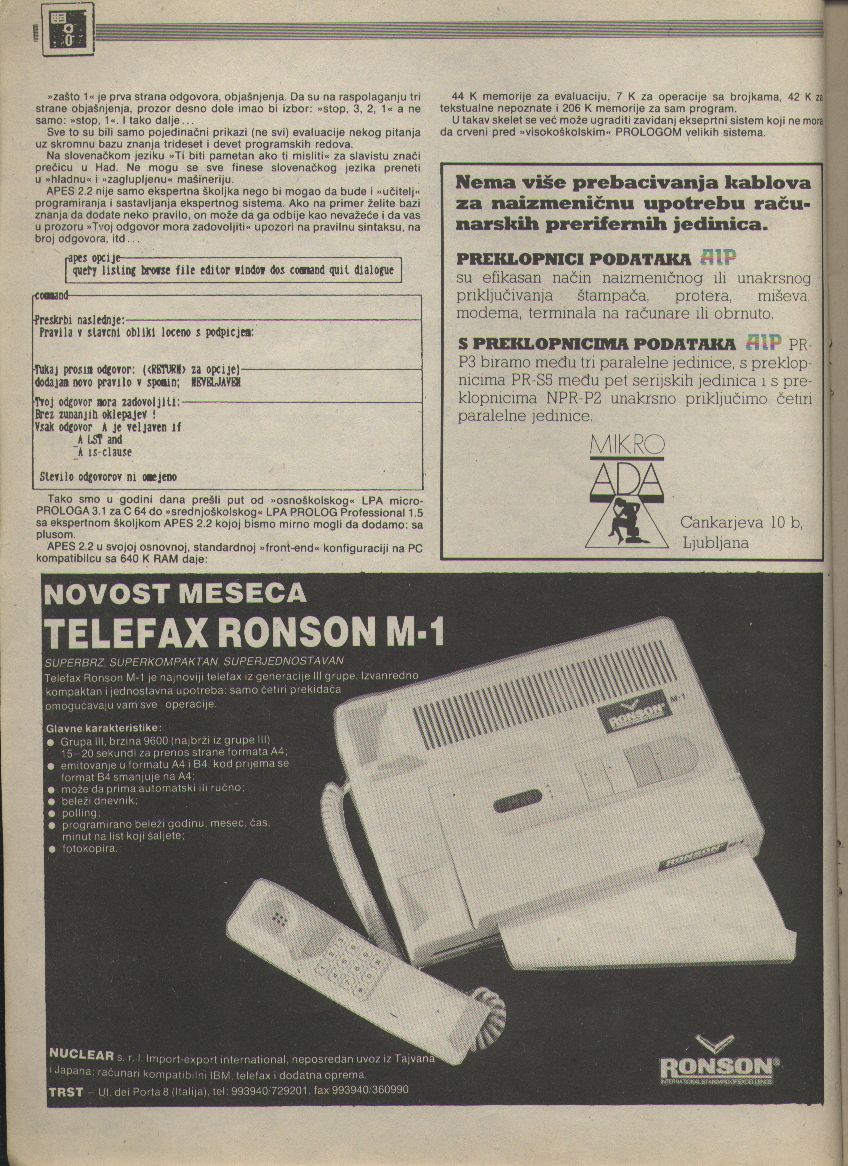 »zašto 1« je prva strana odgovora, objašnjenja. Da su na raspolaganju tri
strane objašnjenja, prozor desno dole imao bi izbor: »stop, 3, 2, 1« a ne
samo: »stop, 1«. I tako dalje...
Sve to su bili samo pojedinačni prikazi (ne svi) evaluacije nekog pitanja
uz skromnu bazu znanja trideset i devet programskih redova.
Na slovenačkom jeziku »Ti biti pametan ako ti misliti« za slavistu znači
prečicu u Had. Ne mogu se sve finese slovenačkog jezika preneti
u »hladnu« i »zaglupljenu« mašineriju.
APES 2.2 nije samo ekspertna školjka nego bi mogao da bude i »učitelj«
programiranja i sastavljanja ekspertnog sistema. Ako na primer želite bazi
znanja da dodate neko pravilo, on može da ga odbije kao nevažeće i da vas
u prozoru »Tvoj odgovor mora zadovoljiti« upozori na pravilnu sintaksu, na
broj odgovora, itd...
apes opcije
query listing browse file editor window dos command quit dialogue
command
Preskrbi naslednje:
Pravila v stavcni obliki loceno s podpicjem:
Tukaj prosim odgovor: (<RETURN> za opcije)
dodajam novo pravilo v spomin; NEVELJAVEN
Tvoj odgovor mora zadovoljiti:
Brez zunanjih oklepajev !
Vsak odgovor A je veljaven if
A LST and
_A is-clause
Stevilo odgovorov ni omejeno
Tako smo u godini dana prešli put od »osnoškolskog« LPA micro-
PROLOGA 3.1 za C 64 do »srednjoškolskog« LPA PROLOG Professional 1.5
sa ekspertnom školjkom APES 2.2 kojoj bismo mirno mogli da dodamo: sa
plusom.
APES 2.2 u svojoj osnovnoj, standardnoj »front-end« konfiguraciji na PC
kompatibilcu sa 640 K RAM daje:
44 K memorije za evaluaciju, 7 K za operacije sa brojkama, 42 K za
tekstualne nepoznate i 206 K memorije za sam program.
U takav skelet se već može ugraditi zavidanj ekseprtni sistem koji ne mora
da crveni pred »visokoškolskim« PROLOGOM velikih sistema.
Nema više prebacivanja kablova
za naizmeničnu upotrebu raču-
narskih prerifernih jedinica.
PREKLOPNICI PODATAKA AIP
su efikasan način naizmeničnog ili unakrsnog
priključivanja štampača, protera, miševa,
modema, terminala na računare ili obrnuto.
S PREKLOPNICIMA PODATAKA AIP PR-
P3 biramo među tri paralelne jedinice, s preklop-
nicima PR-S5 među pet serijskih jedinica i s pre-
klopnicima NPR-P2 unakrsno priključimo četiri
paralelne jedinice.
MIKRO
ADA
Cankarjeva 10 b,
Ljubljana
NOVOST MESECA
TELEFAX RONSON M-1
SUPERBRZ, SUPERKOMPAKTAN, SUPERJEDNOSTAVAN
Telefax Ronson M-1 je najnoviji telefax iz generacije III grupe. Izvanredno
kompaktan i jednostavna upotreba: samo četiri prekidača
omogućavaju vam sve operacije.
Glavne karakteristike:
● Grupa III, brzina 9600 (najbrži iz grupe III)
15–20 sekundi za prenos strane formata A4;
● emitovanje u formatu A4 i B4, kod prijema se
format B4 smanjuje na A4;
● može da prima automatski ili ručno;
● beleži dnevnik;
● polling;
● programirano beleži godinu, mesec, čas,
minut na list koji šaljete;
● fotokopira.
RONSON M-1
RONSON M-1
NUCLEAR s. r. l. Import-export international, neposredan uvoz iz Tajvana
i Japana: računari kompatibilni IBM, telefax i dodatna oprema.
TRST – Ul. dei Porta 8 (Italija), tel: 993940/729201, fax 993940/360990
RONSON®
INTERNATIONAL STANDARD OF EXCELLENCE